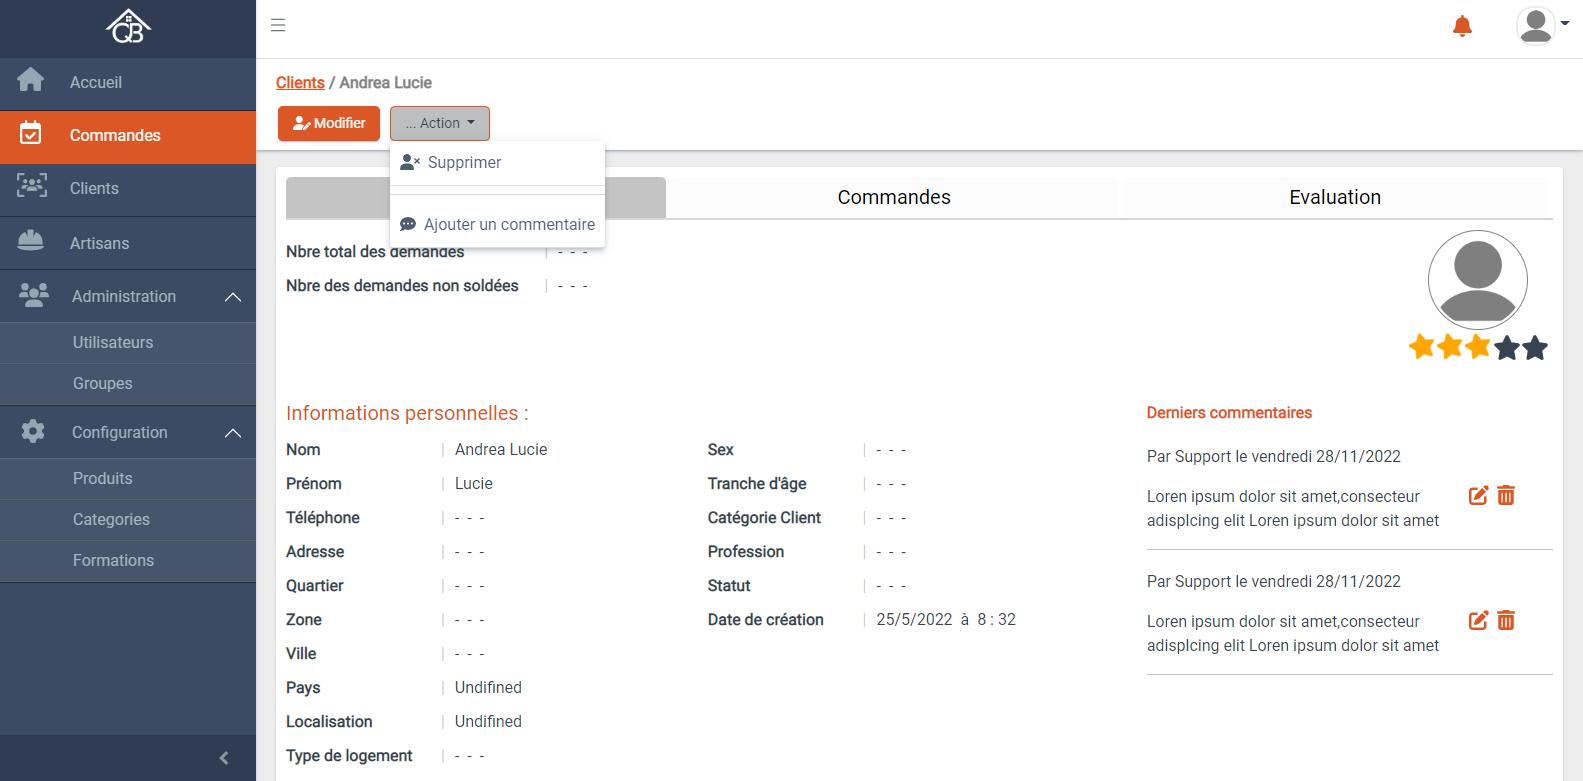 QB
Accueil
Commandes
Clients
Artisans
Administration
Utilisateurs
Groupes
Configuration
Produits
Categories
Formations
Clients / Andrea Lucie
Modifier
... Action
Supprimer
Ajouter un commentaire
Commandes
Evaluation
Nbre total des demandes | - - -
Nbre des demandes non soldées | - - -
Informations personnelles :
Nom | Andrea Lucie
Prénom | Lucie
Téléphone | - - -
Adresse | - - -
Quartier | - - -
Zone | - - -
Ville | - - -
Pays | Undifined
Localisation | Undifined
Type de logement | - - -
Sex | - - -
Tranche d'âge | - - -
Catégorie Client | - - -
Profession | - - -
Statut | - - -
Date de création | 25/5/2022 à 8 : 32
Derniers commentaires
Par Support le vendredi 28/11/2022
Loren ipsum dolor sit amet,consecteur
adisplcing elit Loren ipsum dolor sit amet
Par Support le vendredi 28/11/2022
Loren ipsum dolor sit amet,consecteur
adisplcing elit Loren ipsum dolor sit amet